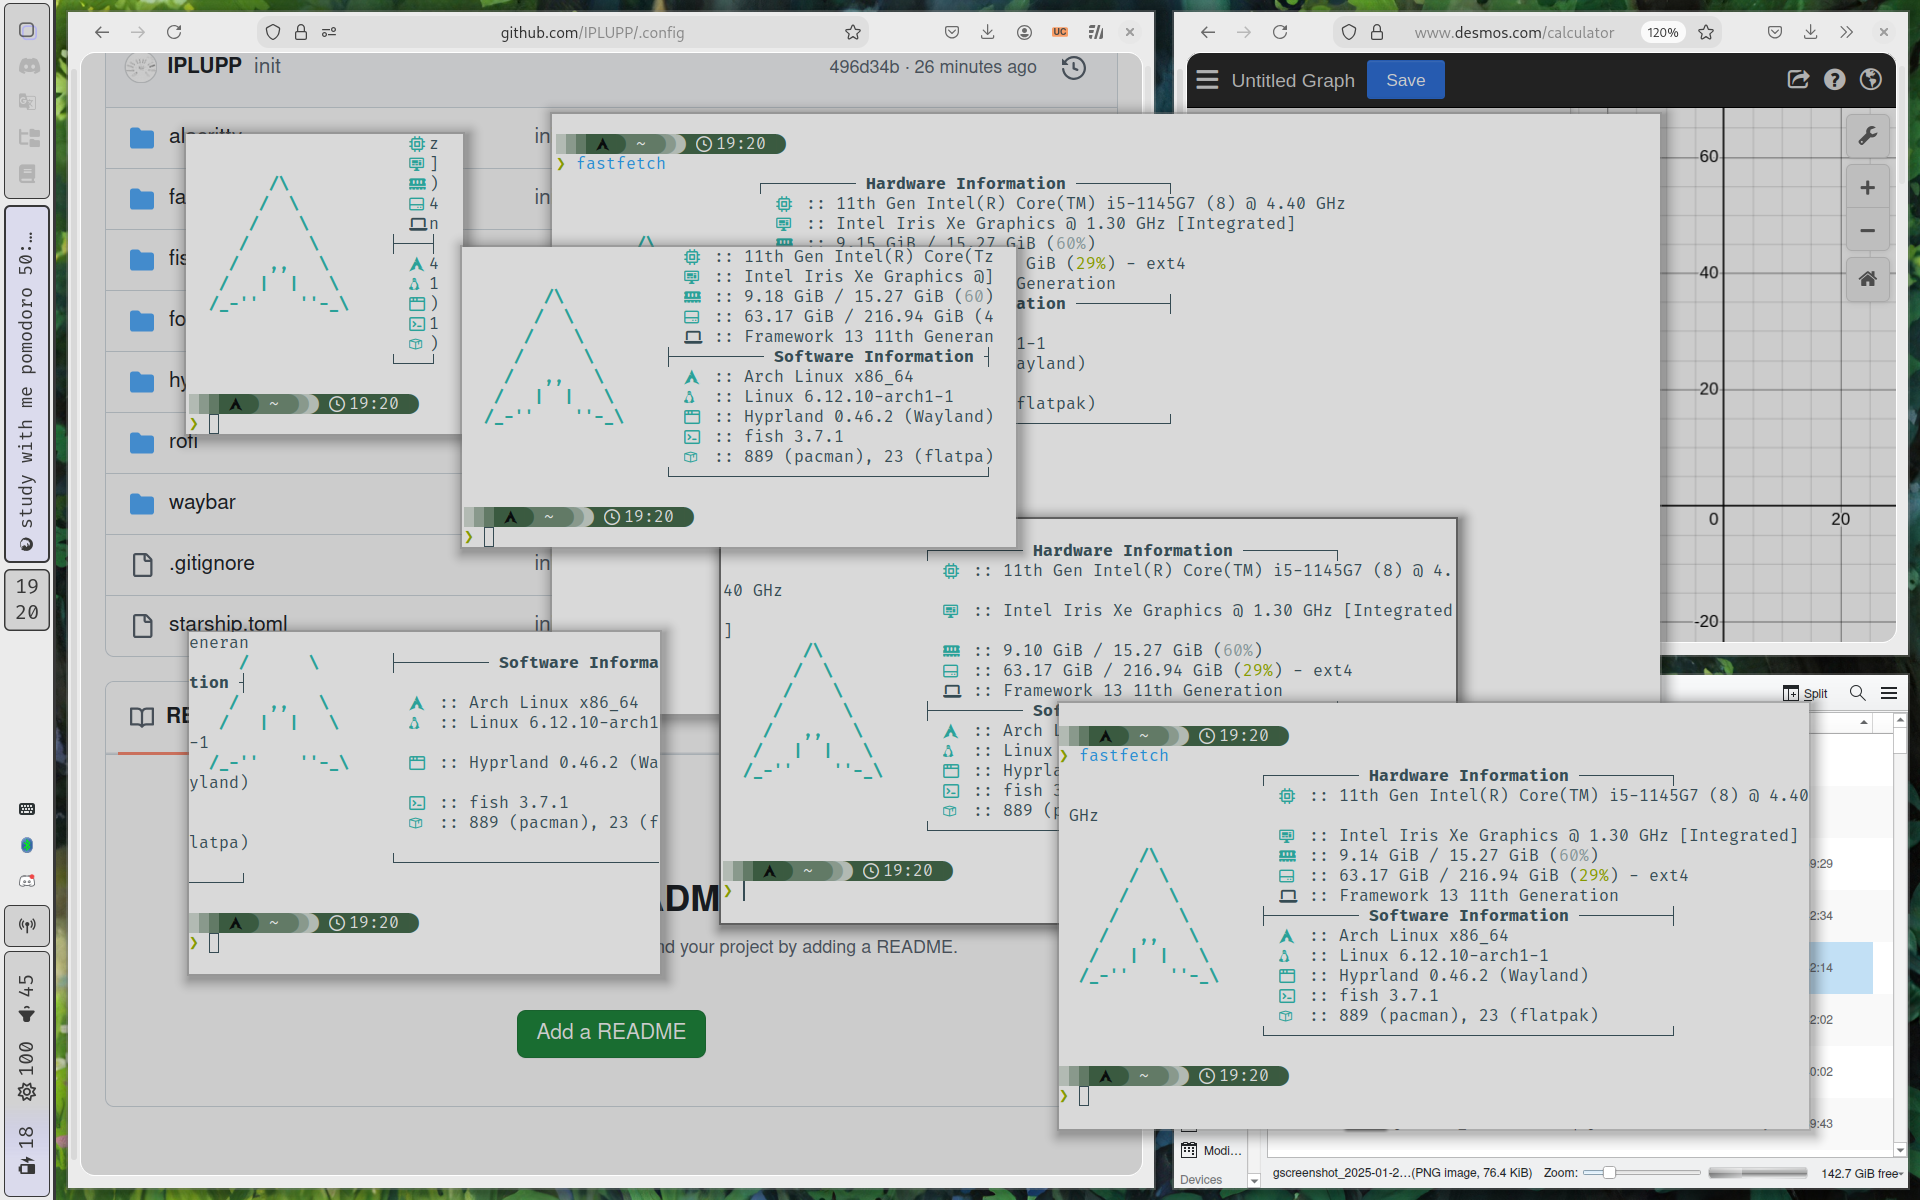 github.com/IPLUPP/.config
UC
IPLUPP init
496d34b · 26 minutes ago
in
in
in
waybar
.gitignore
in
starship.toml
in
nd your project by adding a README.
Add a README
study with me pomodoro 50:…
19
20
45
100
18
z
]
)
4
n
4
1
)
1
)
~ 19:20
❯
~ 19:20
❯ fastfetch
Hardware Information
:: 11th Gen Intel(R) Core(TM) i5-1145G7 (8) @ 4.40 GHz
:: Intel Iris Xe Graphics @ 1.30 GHz [Integrated]
:: 9.15 GiB / 15.27 GiB (60%)
GiB (29%) - ext4
Generation
ation
1-1
ayland)
flatpak)
:: 11th Gen Intel(R) Core(Tz
:: Intel Iris Xe Graphics @]
:: 9.18 GiB / 15.27 GiB (60)
:: 63.17 GiB / 216.94 GiB (4
:: Framework 13 11th Generan
Software Information
:: Arch Linux x86_64
:: Linux 6.12.10-arch1-1
:: Hyprland 0.46.2 (Wayland)
:: fish 3.7.1
:: 889 (pacman), 23 (flatpa)
~ 19:20
❯
Hardware Information
:: 11th Gen Intel(R) Core(TM) i5-1145G7 (8) @ 4.
40 GHz
:: Intel Iris Xe Graphics @ 1.30 GHz [Integrated
]
:: 9.10 GiB / 15.27 GiB (60%)
:: 63.17 GiB / 216.94 GiB (29%) - ext4
:: Framework 13 11th Generation
Sof
:: Arch L
:: Linux
:: Hyprla
:: fish 3
:: 889 (p
~ 19:20
❯
eneran
Software Informa
tion
:: Arch Linux x86_64
:: Linux 6.12.10-arch1
-1
:: Hyprland 0.46.2 (Wa
yland)
:: fish 3.7.1
:: 889 (pacman), 23 (f
latpa)
~ 19:20
❯
~ 19:20
❯ fastfetch
Hardware Information
:: 11th Gen Intel(R) Core(TM) i5-1145G7 (8) @ 4.40
GHz
:: Intel Iris Xe Graphics @ 1.30 GHz [Integrated]
:: 9.14 GiB / 15.27 GiB (60%)
:: 63.17 GiB / 216.94 GiB (29%) - ext4
:: Framework 13 11th Generation
Software Information
:: Arch Linux x86_64
:: Linux 6.12.10-arch1-1
:: Hyprland 0.46.2 (Wayland)
:: fish 3.7.1
:: 889 (pacman), 23 (flatpak)
~ 19:20
❯
www.desmos.com/calculator 120%
Untitled Graph Save
60
40
20
0 20
-20
Split
9:29
2:34
2:14
2:02
0:02
9:43
Modi…
Devices
gscreenshot_2025-01-2…(PNG image, 76.4 KiB) Zoom: 142.7 GiB free